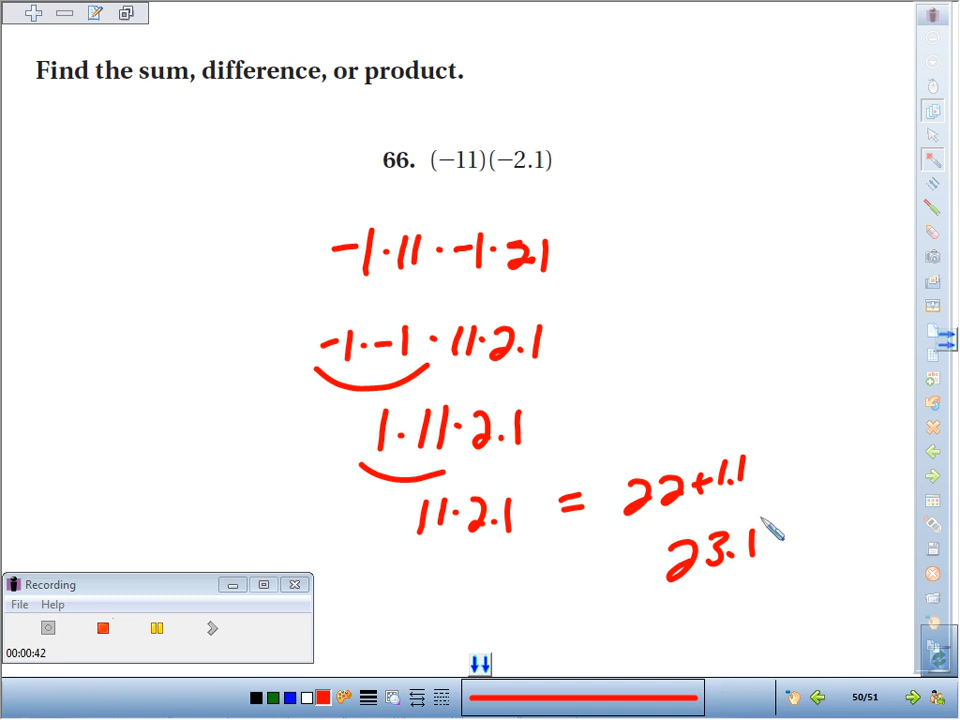 Find the sum, difference, or product.
66. (−11)(−2.1)
-1·11·-1·2.1
-1·-1·11·2.1
1·11·2.1
11·2.1 = 22+1.1
23.1
Recording
File Help
00:00:42
50/51